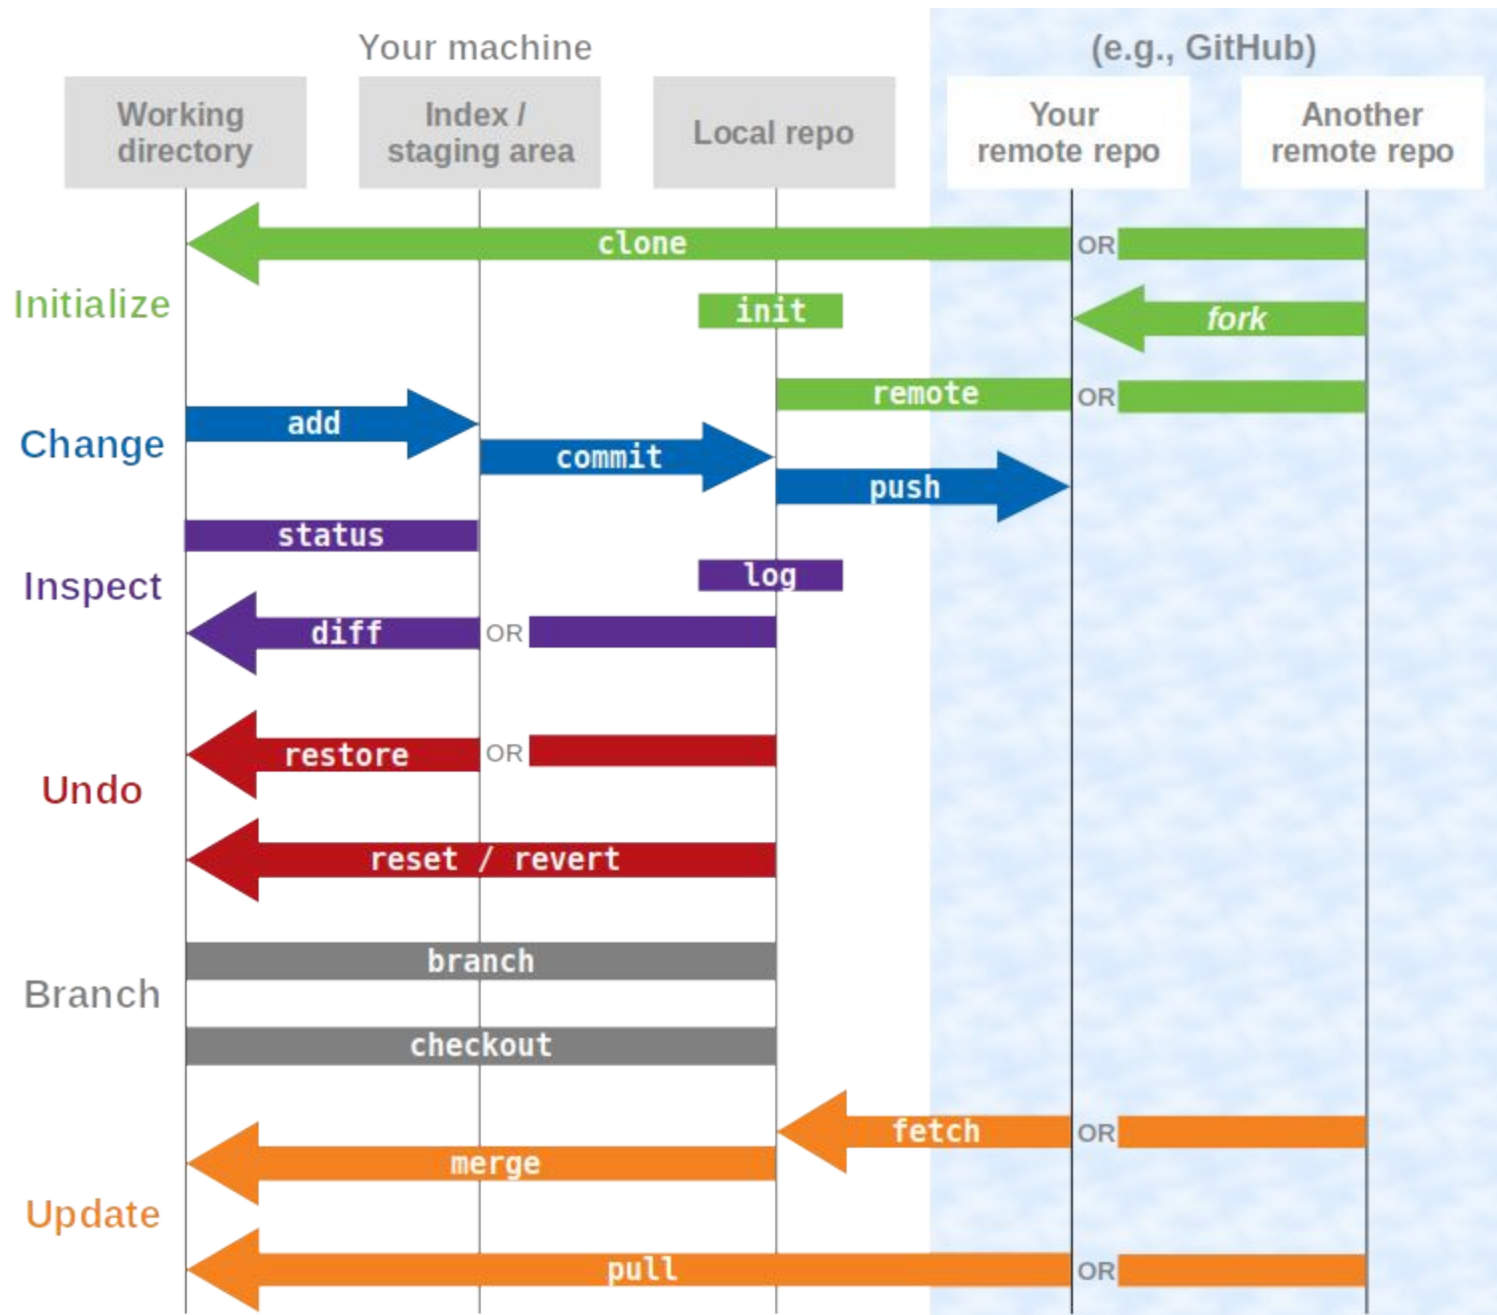 Your machine
(e.g., GitHub)
Working
directory
Index /
staging area
Local repo
Your
remote repo
Another
remote repo
clone
OR
Initialize
init
fork
remote
OR
Change
add
commit
push
status
Inspect
log
diff
OR
restore
OR
Undo
reset / revert
branch
Branch
checkout
fetch
OR
merge
Update
pull
OR